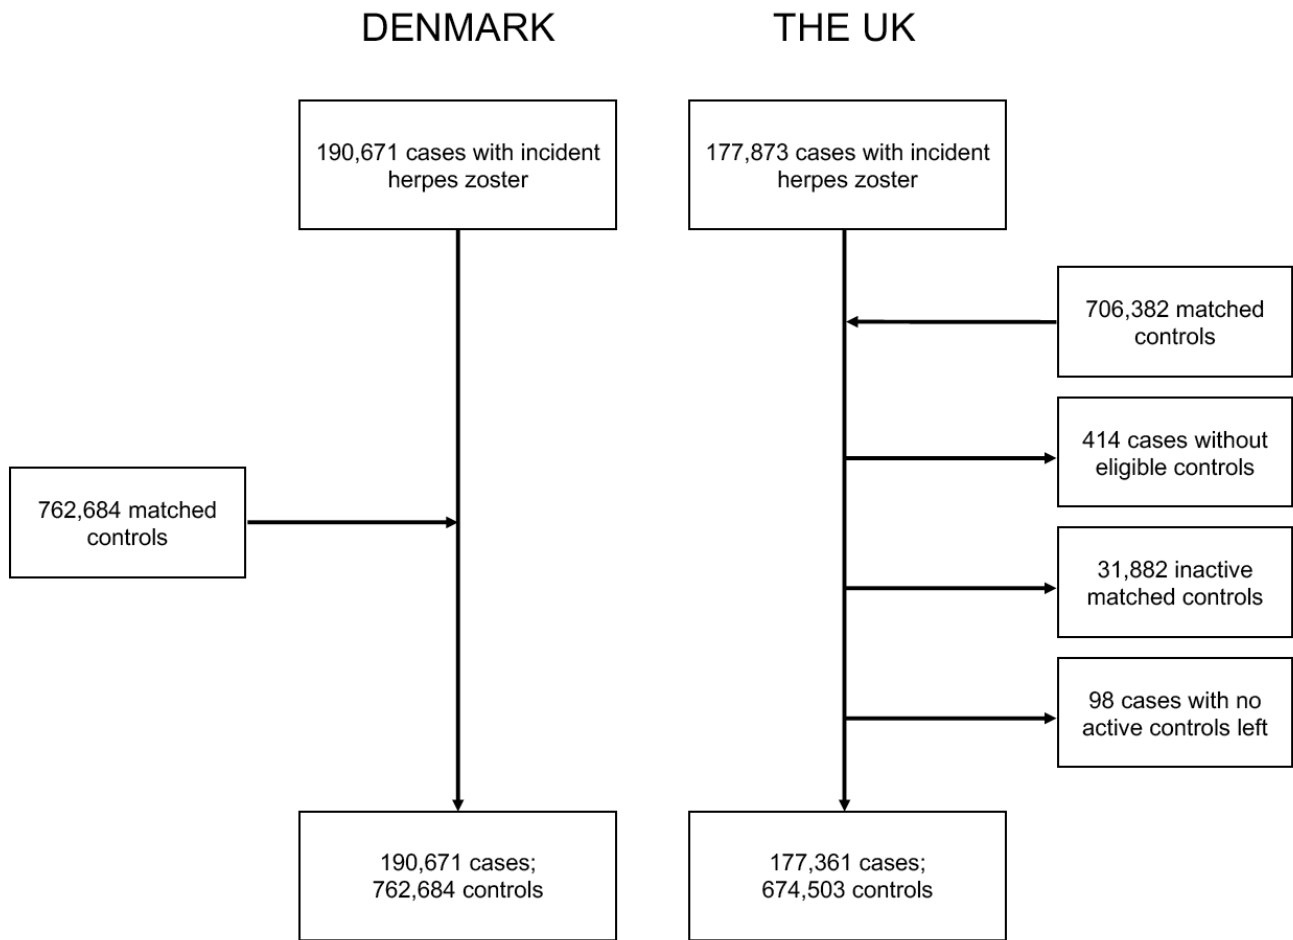 DENMARK
THE UK
190,671 cases with incident
herpes zoster
177,873 cases with incident
herpes zoster
706,382 matched
controls
414 cases without
eligible controls
762,684 matched
controls
31,882 inactive
matched controls
98 cases with no
active controls left
190,671 cases;
762,684 controls
177,361 cases;
674,503 controls